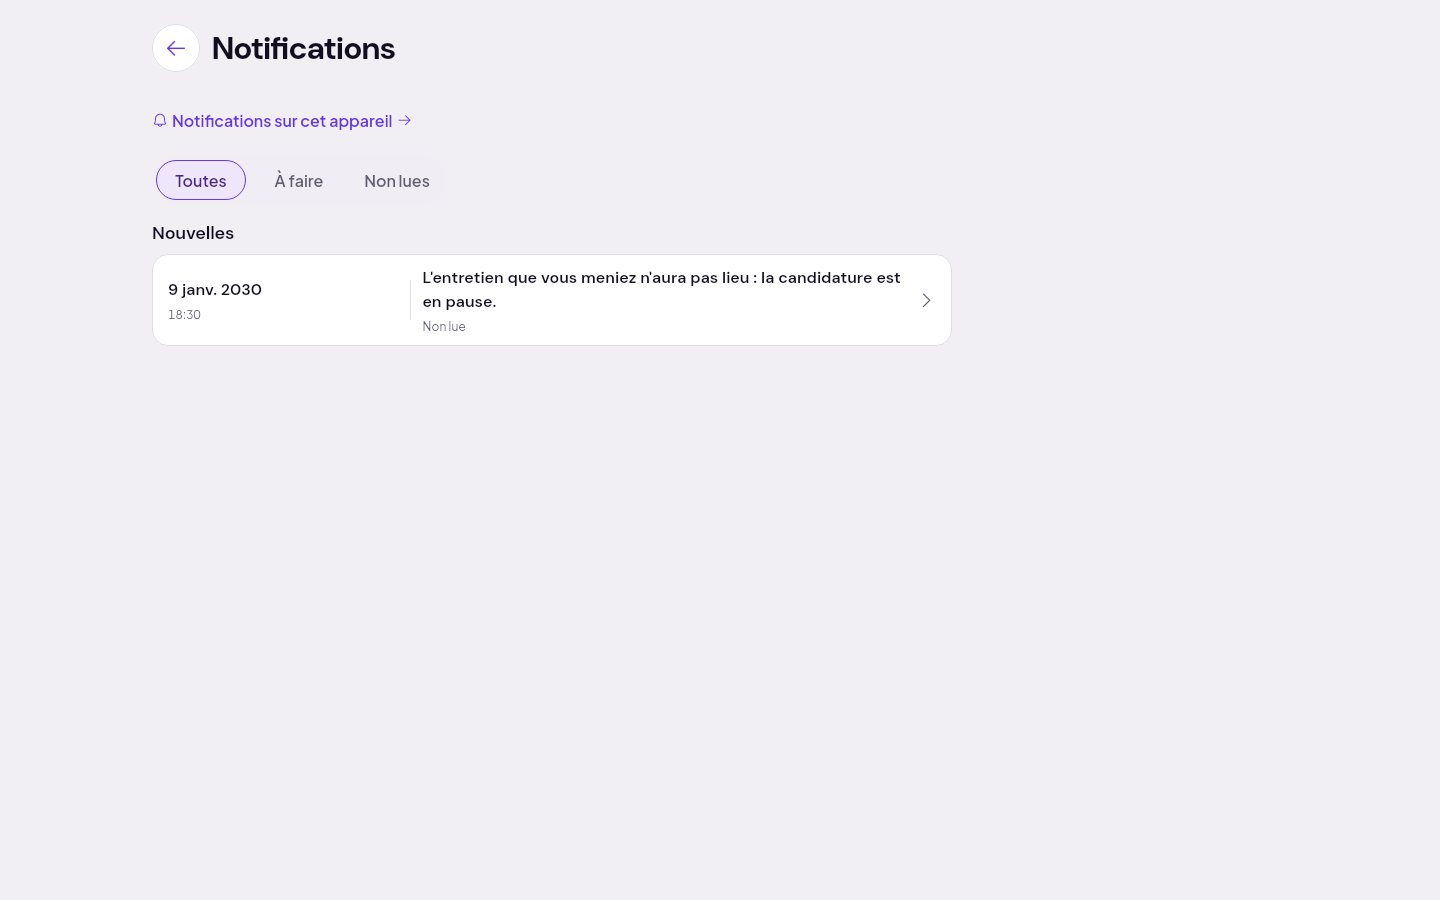 Notifications
Notifications sur cet appareil
Toutes
À faire
Non lues
Nouvelles
9 janv. 2030
18:30
L'entretien que vous meniez n'aura pas lieu : la candidature est
en pause.
Non lue